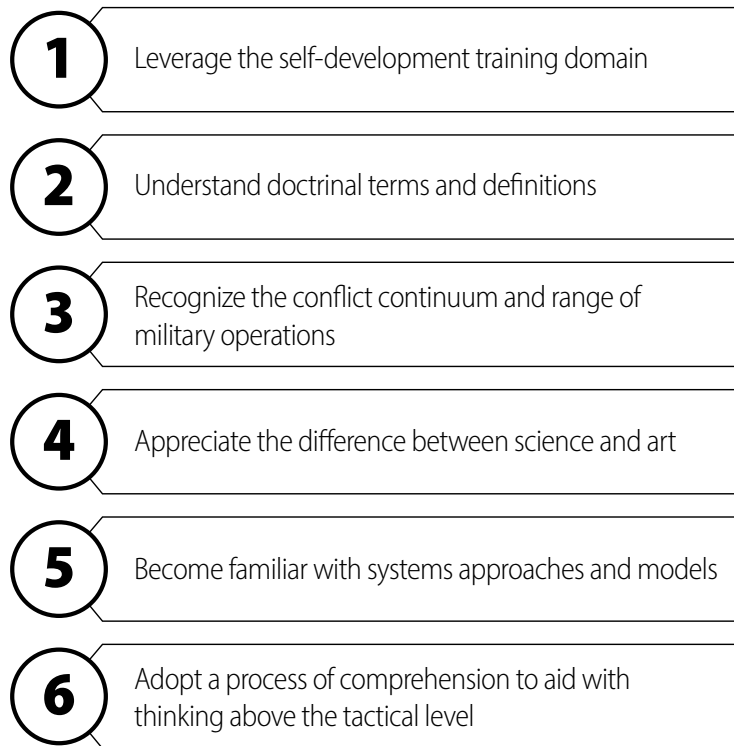 1
Leverage the self-development training domain
2
Understand doctrinal terms and definitions
3
Recognize the conflict continuum and range of
military operations
4
Appreciate the difference between science and art
5
Become familiar with systems approaches and models
6
Adopt a process of comprehension to aid with
thinking above the tactical level